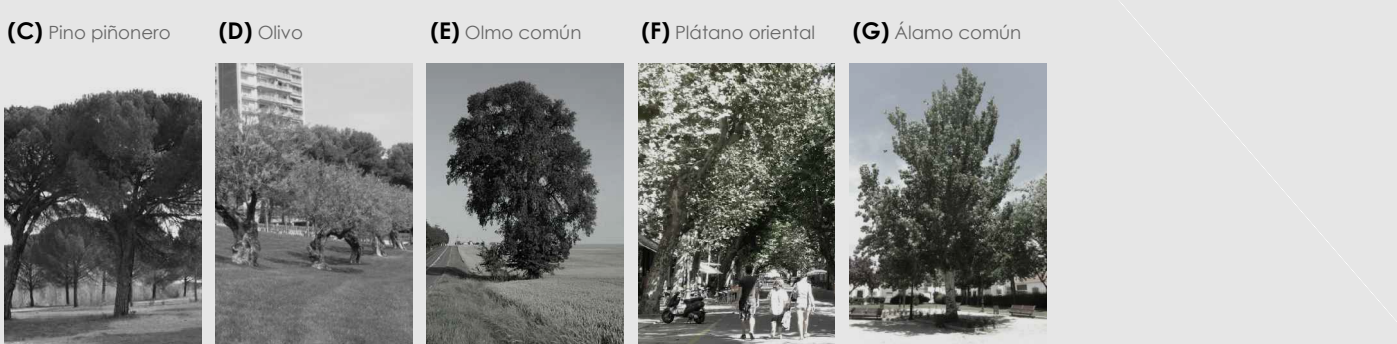 (C) Pino piñonero
(D) Olivo
(E) Olmo común
(F) Plátano oriental
(G) Álamo común